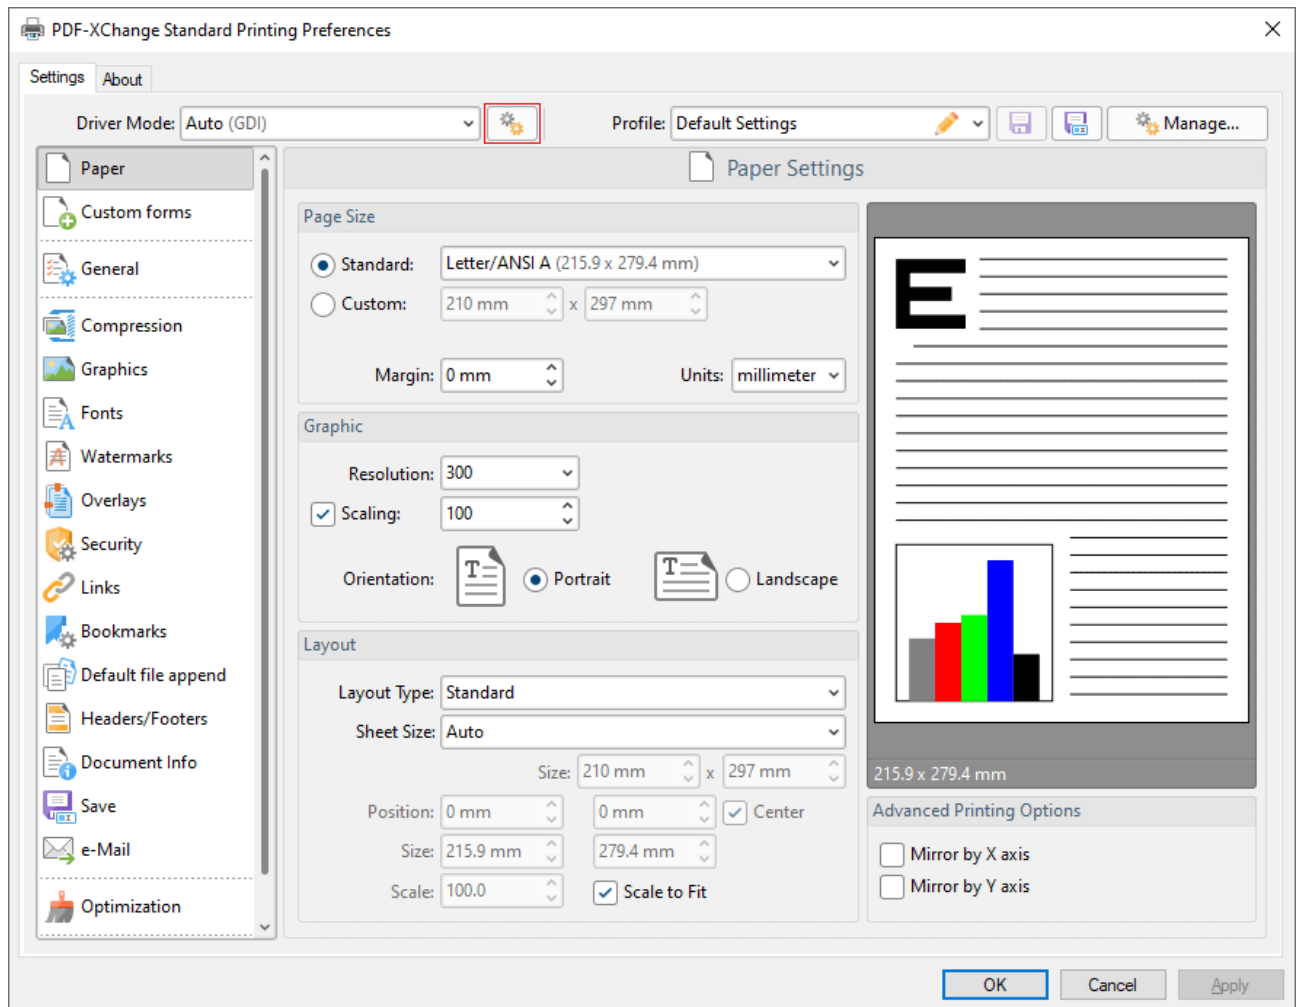 PDF-XChange Standard Printing Preferences
Settings About
Driver Mode: Auto (GDI) Profile: Default Settings Manage...
Paper
Custom forms
General
Compression
Graphics
Fonts
Watermarks
Overlays
Security
Links
Bookmarks
Default file append
Headers/Footers
Document Info
Save
e-Mail
Optimization
Paper Settings
Page Size
Standard: Letter/ANSI A (215.9 x 279.4 mm)
Custom: 210 mm x 297 mm
Margin: 0 mm Units: millimeter
Graphic
Resolution: 300
Scaling: 100
Orientation: T Portrait T Landscape
Layout
Layout Type: Standard
Sheet Size: Auto
Size: 210 mm x 297 mm
Position: 0 mm 0 mm Center
Size: 215.9 mm 279.4 mm
Scale: 100.0 Scale to Fit
E
215.9 x 279.4 mm
Advanced Printing Options
Mirror by X axis
Mirror by Y axis
OK Cancel Apply